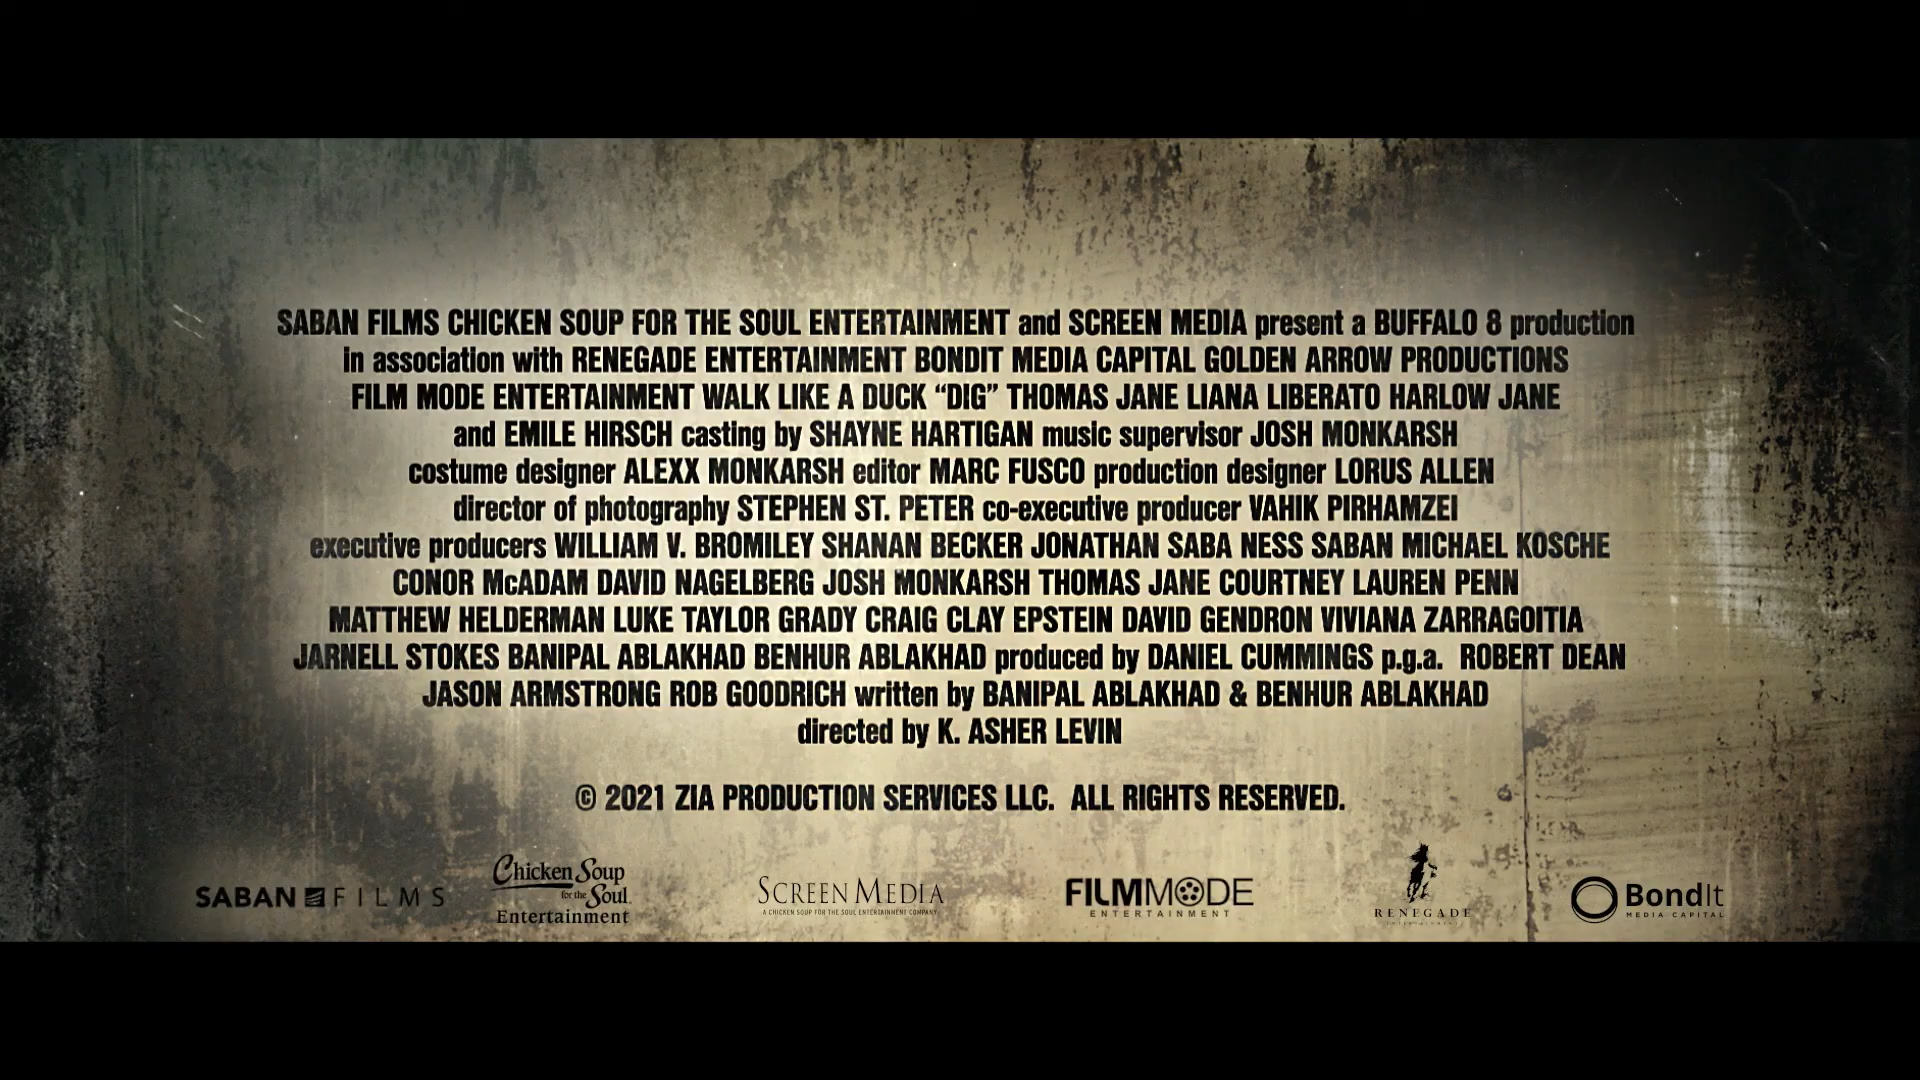 SABAN FILMS CHICKEN SOUP FOR THE SOUL ENTERTAINMENT and SCREEN MEDIA present a BUFFALO 8 production
in association with RENEGADE ENTERTAINMENT BONDIT MEDIA CAPITAL GOLDEN ARROW PRODUCTIONS
FILM MODE ENTERTAINMENT WALK LIKE A DUCK “DIG” THOMAS JANE LIANA LIBERATO HARLOW JANE
and EMILE HIRSCH casting by SHAYNE HARTIGAN music supervisor JOSH MONKARSH
costume designer ALEXX MONKARSH editor MARC FUSCO production designer LORUS ALLEN
director of photography STEPHEN ST. PETER co-executive producer VAHIK PIRHAMZEI
executive producers WILLIAM V. BROMILEY SHANAN BECKER JONATHAN SABA NESS SABAN MICHAEL KOSCHE
CONOR McADAM DAVID NAGELBERG JOSH MONKARSH THOMAS JANE COURTNEY LAUREN PENN
MATTHEW HELDERMAN LUKE TAYLOR GRADY CRAIG CLAY EPSTEIN DAVID GENDRON VIVIANA ZARRAGOITIA
JARNELL STOKES BANIPAL ABLAKHAD BENHUR ABLAKHAD produced by DANIEL CUMMINGS p.g.a. ROBERT DEAN
JASON ARMSTRONG ROB GOODRICH written by BANIPAL ABLAKHAD & BENHUR ABLAKHAD
directed by K. ASHER LEVIN
© 2021 ZIA PRODUCTION SERVICES LLC. ALL RIGHTS RESERVED.
SABAN FILMS
Chicken Soup
for the Soul
Entertainment
SCREEN MEDIA
A CHICKEN SOUP FOR THE SOUL ENTERTAINMENT COMPANY
FILMMODE
ENTERTAINMENT
RENEGADE
ENTERTAINMENT
BondIt
MEDIA CAPITAL